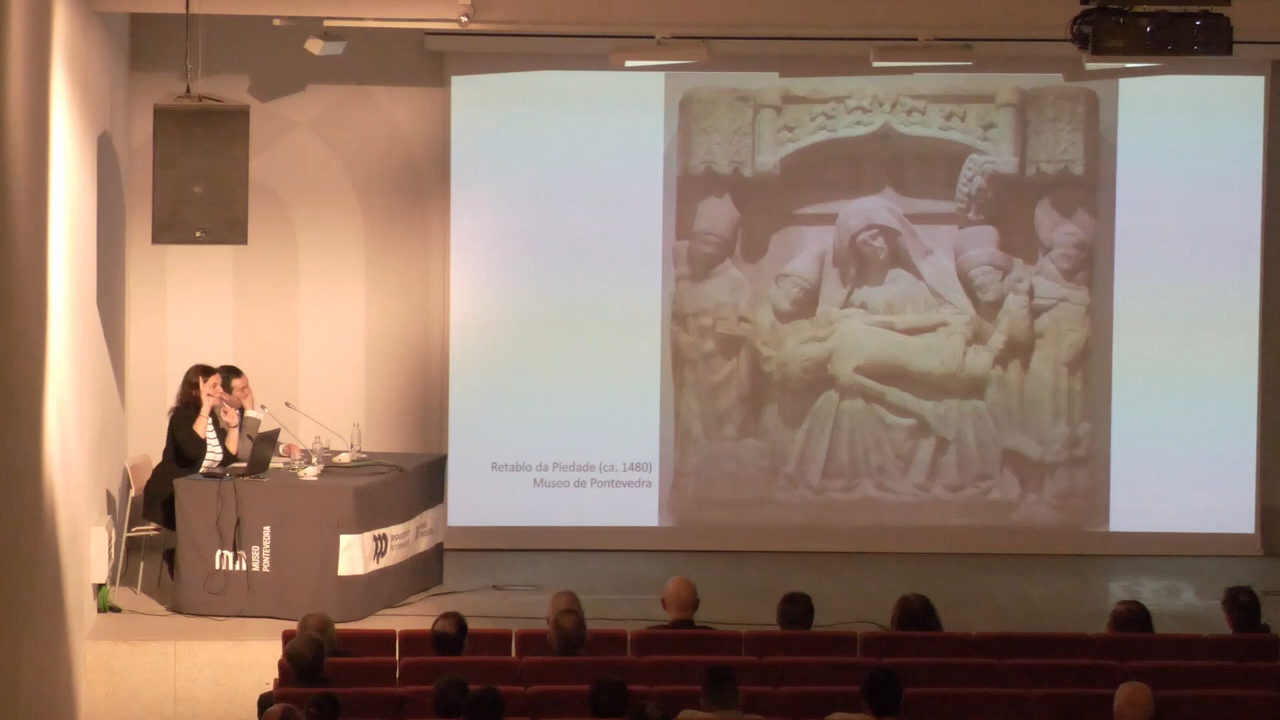 Retablo da Piedade (ca. 1480)
Museo de Pontevedra
MUSEO
PONTEVEDRA